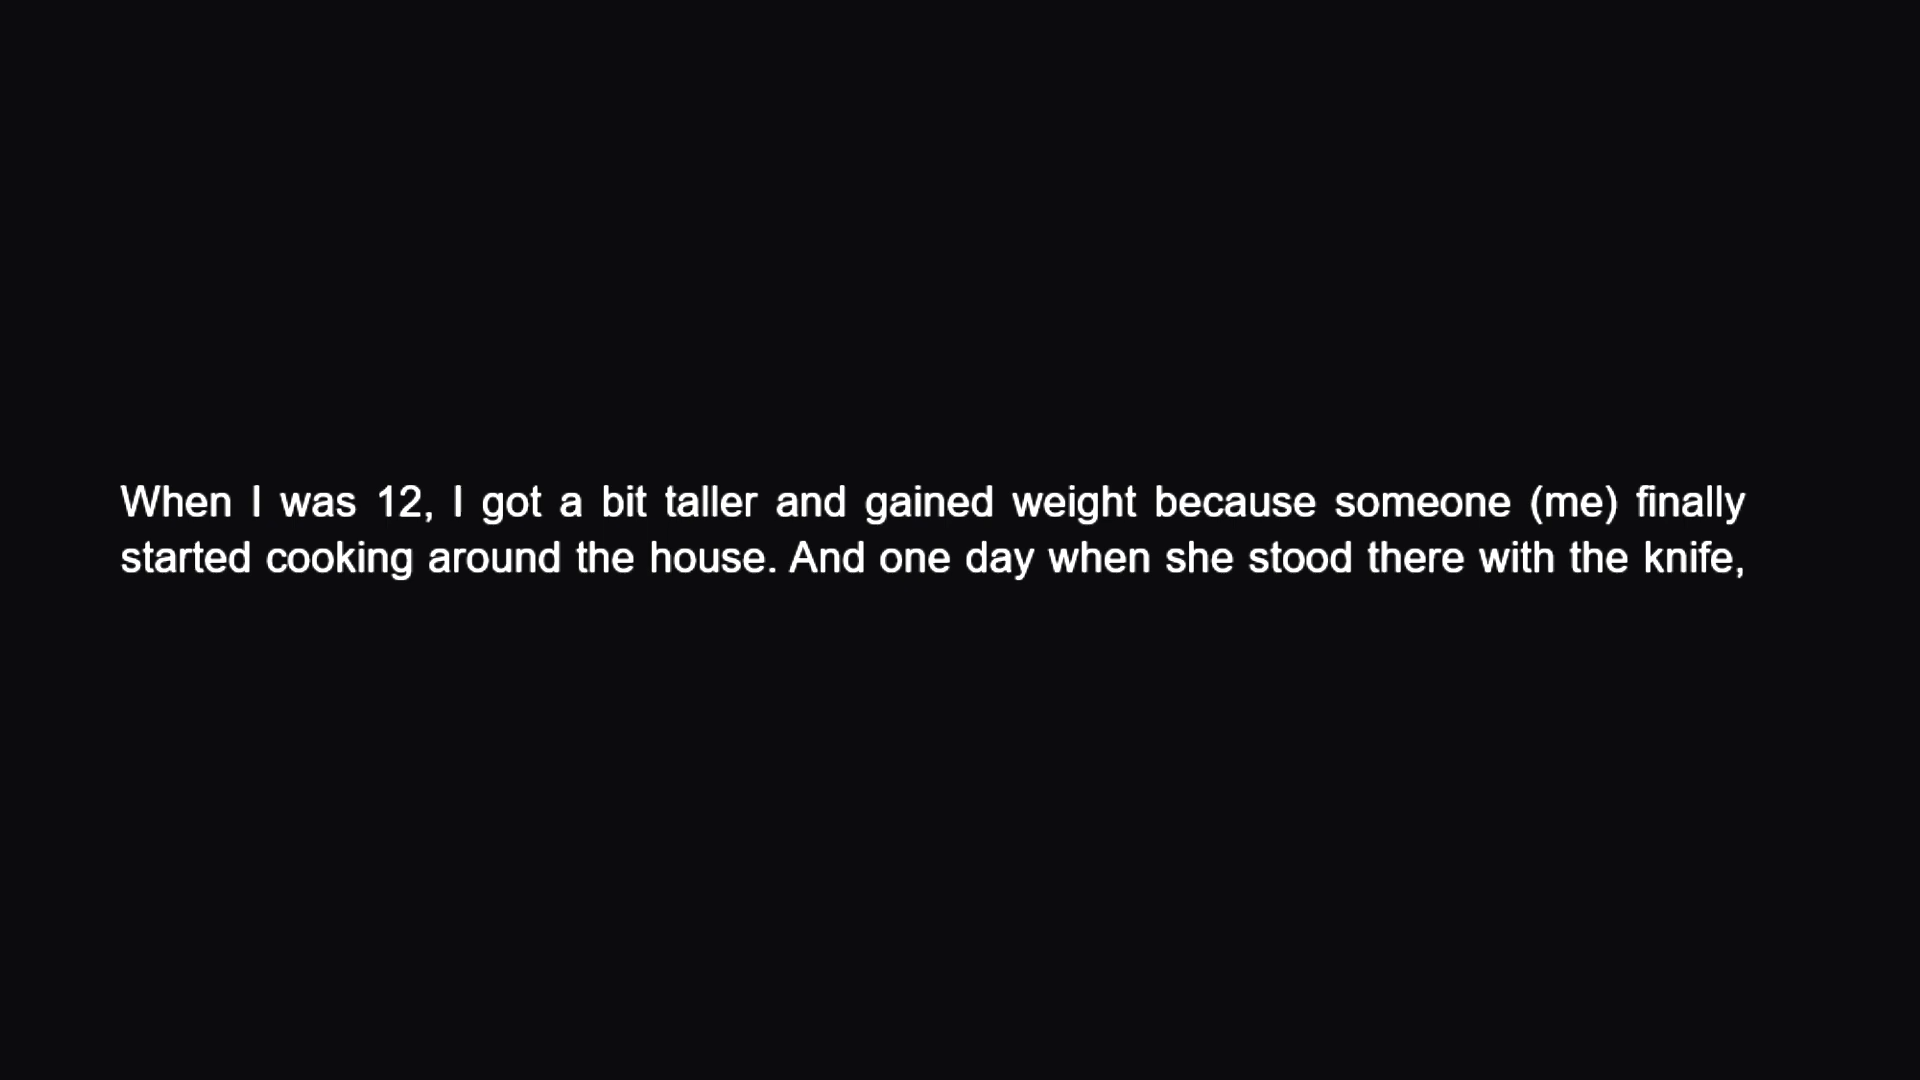 When I was 12, I got a bit taller and gained weight because someone (me) finally
started cooking around the house. And one day when she stood there with the knife,